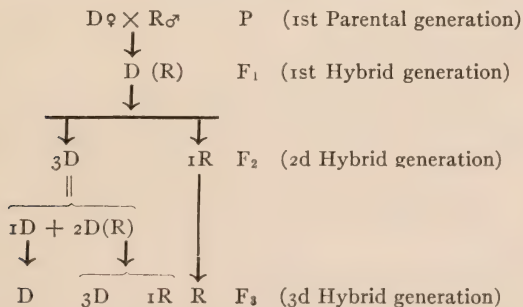 D♀ × R♂ P (1st Parental generation)
D (R) F₁ (1st Hybrid generation)
3D 1R F₂ (2d Hybrid generation)
1D + 2D(R)
D 3D 1R R F₃ (3d Hybrid generation)